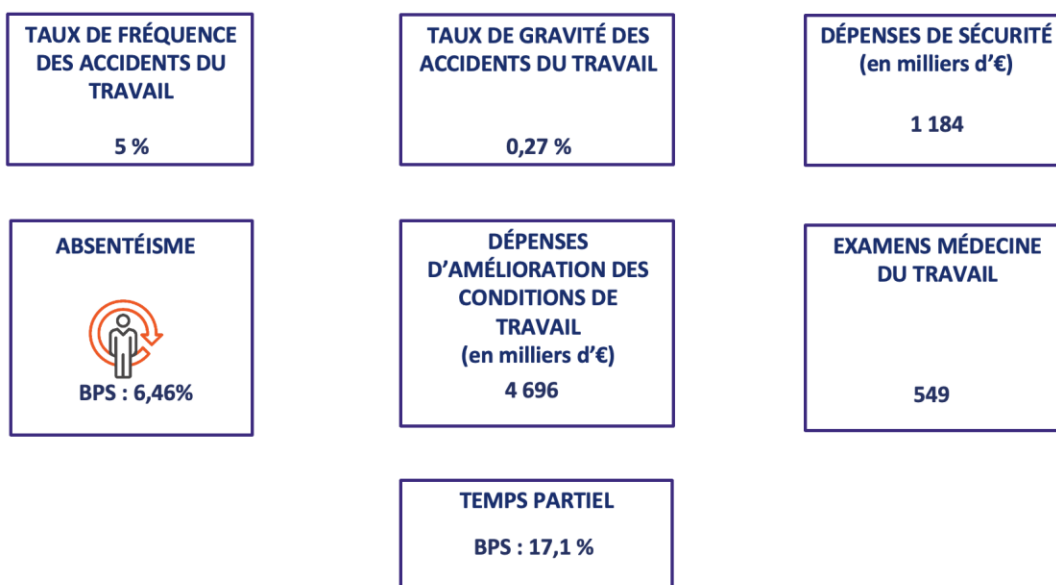 TAUX DE FRÉQUENCE
DES ACCIDENTS DU
TRAVAIL
5 %
TAUX DE GRAVITÉ DES
ACCIDENTS DU TRAVAIL
0,27 %
DÉPENSES DE SÉCURITÉ
(en milliers d’€)
1 184
ABSENTÉISME
BPS : 6,46%
DÉPENSES
D’AMÉLIORATION DES
CONDITIONS DE
TRAVAIL
(en milliers d’€)
4 696
EXAMENS MÉDECINE
DU TRAVAIL
549
TEMPS PARTIEL
BPS : 17,1 %